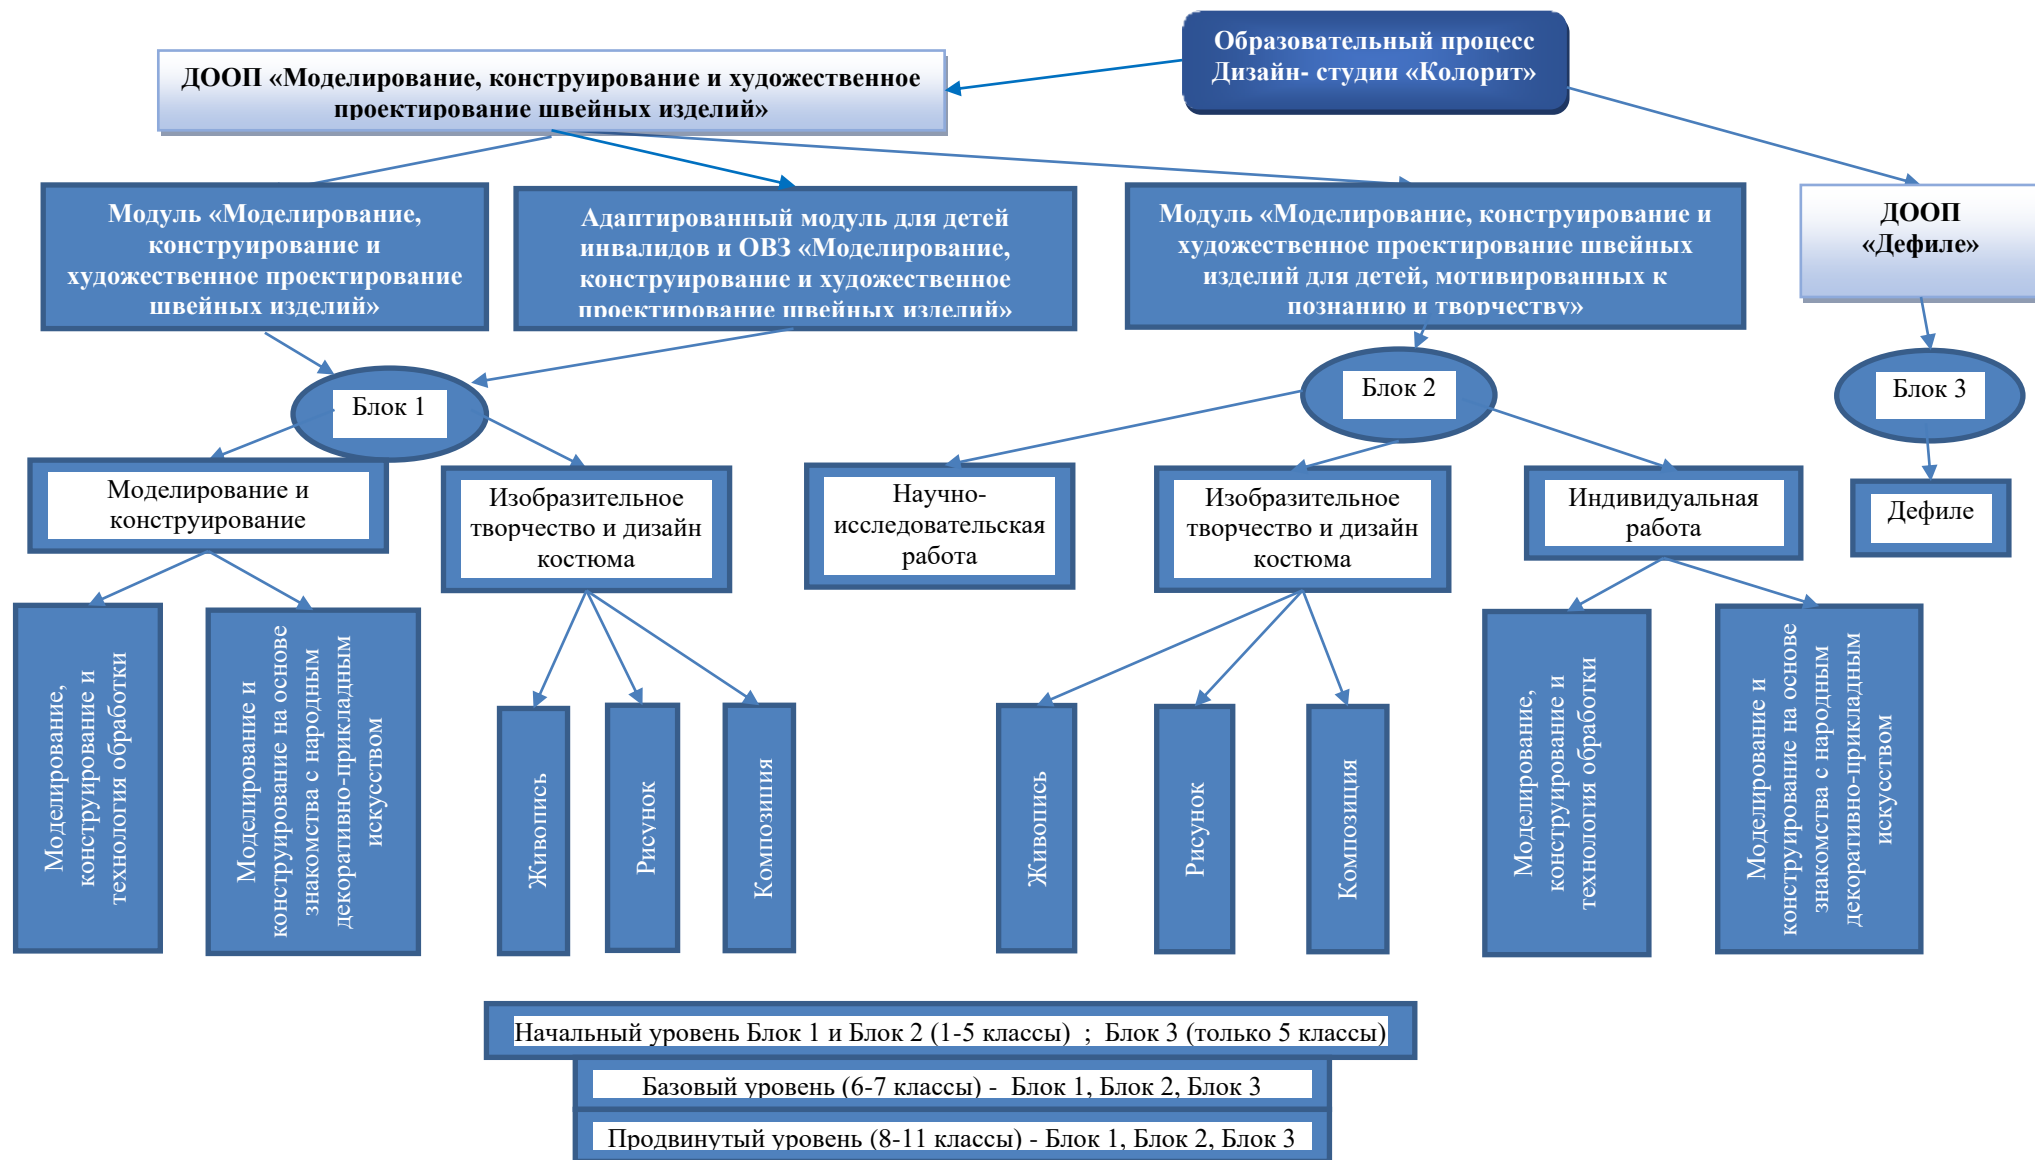 Образовательный процесс
Дизайн- студии «Колорит»
ДООП «Моделирование, конструирование и художественное
проектирование швейных изделий»
Модуль «Моделирование,
конструирование и
художественное проектирование
швейных изделий»
Адаптированный модуль для детей
инвалидов и ОВЗ «Моделирование,
конструирование и художественное
проектирование швейных изделий»
Модуль «Моделирование, конструирование и
художественное проектирование швейных
изделий для детей, мотивированных к
познанию и творчеству»
ДООП
«Дефиле»
Блок 1
Блок 2
Блок 3
Моделирование и
конструирование
Изобразительное
творчество и дизайн
костюма
Научно-
исследовательская
работа
Изобразительное
творчество и дизайн
костюма
Индивидуальная
работа
Дефиле
Моделирование,
конструирование и
технология обработки
Моделирование и
конструирование на основе
знакомства с народным
декоративно-прикладным
искусством
Живопись
Рисунок
Композиция
Живопись
Рисунок
Композиция
Моделирование,
конструирование и
технология обработки
Моделирование и
конструирование на основе
знакомства с народным
декоративно-прикладным
искусством
Начальный уровень Блок 1 и Блок 2 (1-5 классы) ; Блок 3 (только 5 классы)
Базовый уровень (6-7 классы) - Блок 1, Блок 2, Блок 3
Продвинутый уровень (8-11 классы) - Блок 1, Блок 2, Блок 3